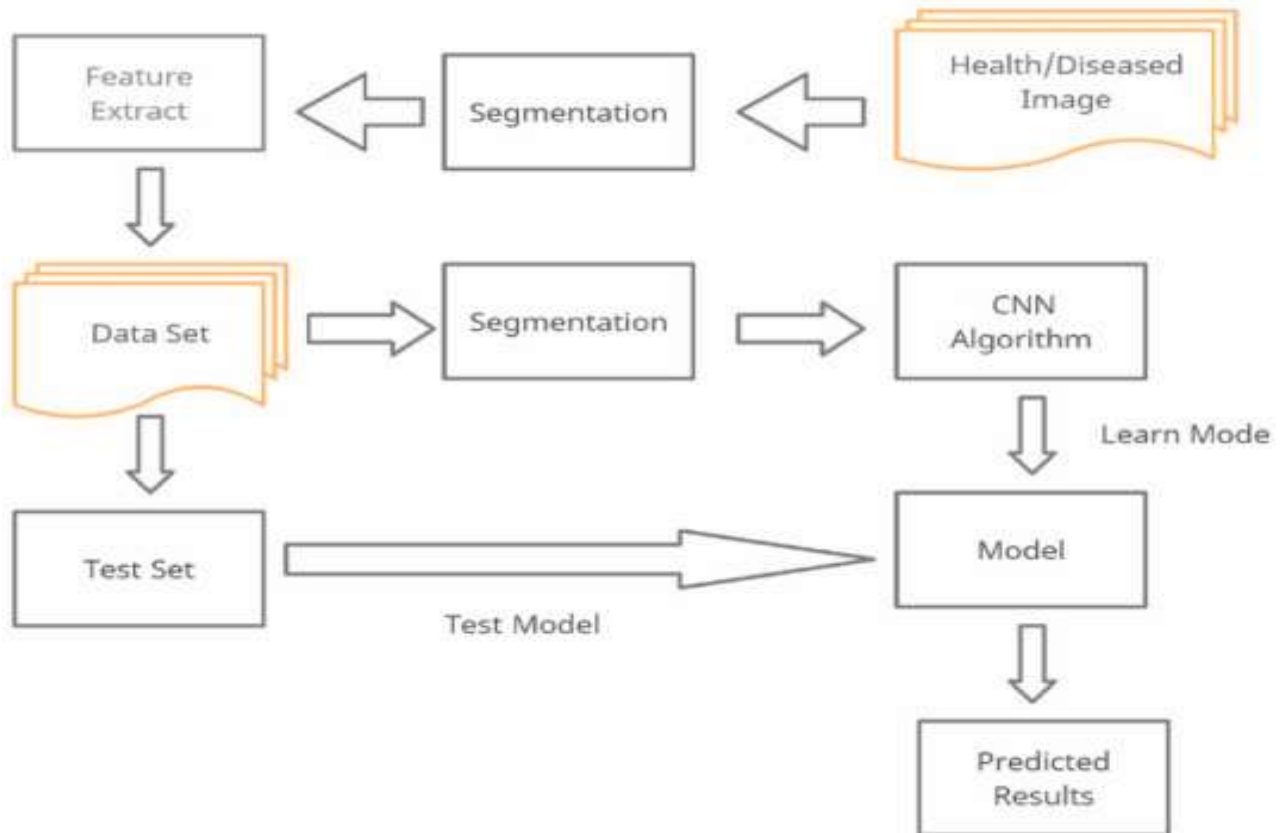 Feature
Extract
Segmentation
Health/Diseased
Image
Data Set
Segmentation
CNN
Algorithm
Learn Mode
Test Set
Test Model
Model
Predicted
Results